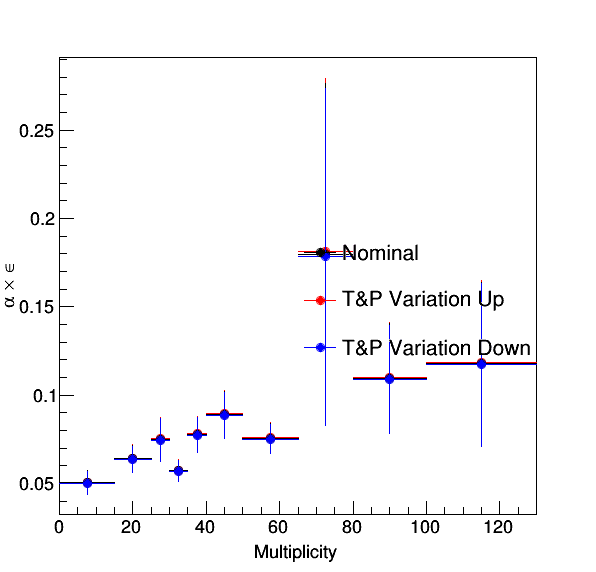 α × ϵ
0.25
0.2
0.15
0.1
0.05
Nominal
T&P Variation Up
T&P Variation Down
0 20 40 60 80 100 120
Multiplicity